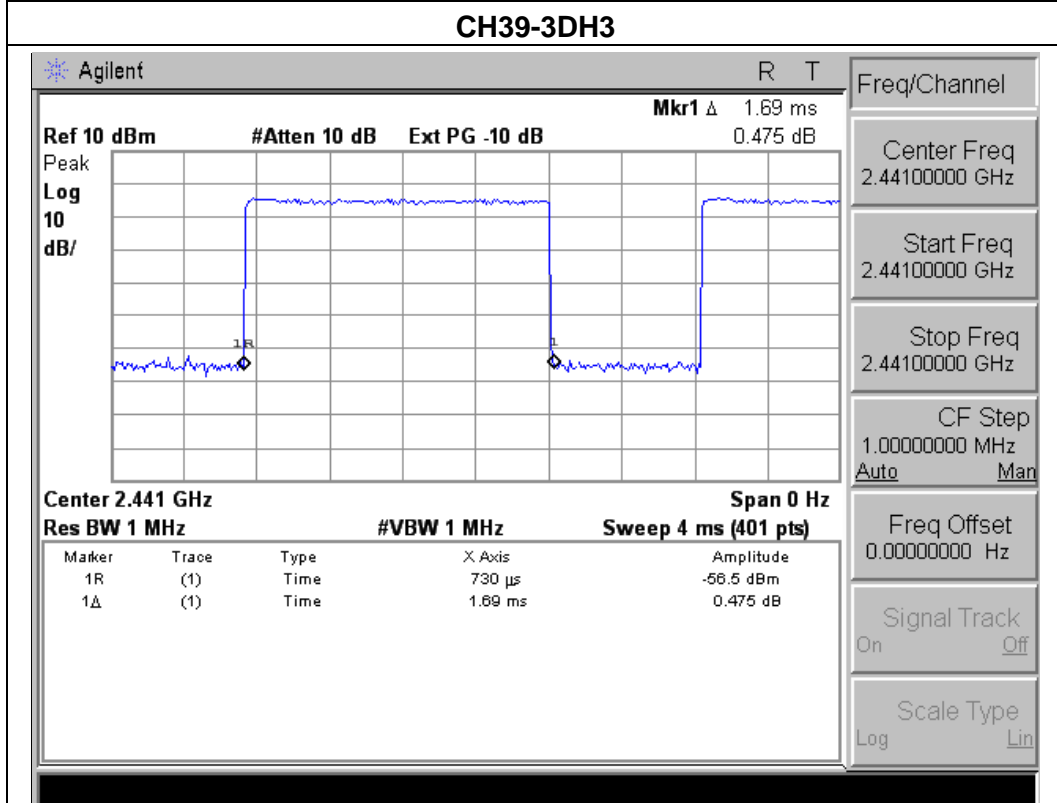 CH39-3DH3
Agilent R T
Mkr1 Δ 1.69 ms
Ref 10 dBm #Atten 10 dB Ext PG -10 dB 0.475 dB
Peak
Log
10
dB/
1R
1
Center 2.441 GHz Span 0 Hz
Res BW 1 MHz #VBW 1 MHz Sweep 4 ms (401 pts)
Marker Trace Type X Axis Amplitude
1R (1) Time 730 µs -56.5 dBm
1Δ (1) Time 1.69 ms 0.475 dB
Freq/Channel
Center Freq
2.44100000 GHz
Start Freq
2.44100000 GHz
Stop Freq
2.44100000 GHz
CF Step
1.00000000 MHz
Auto Man
Freq Offset
0.00000000 Hz
Signal Track
On Off
Scale Type
Log Lin